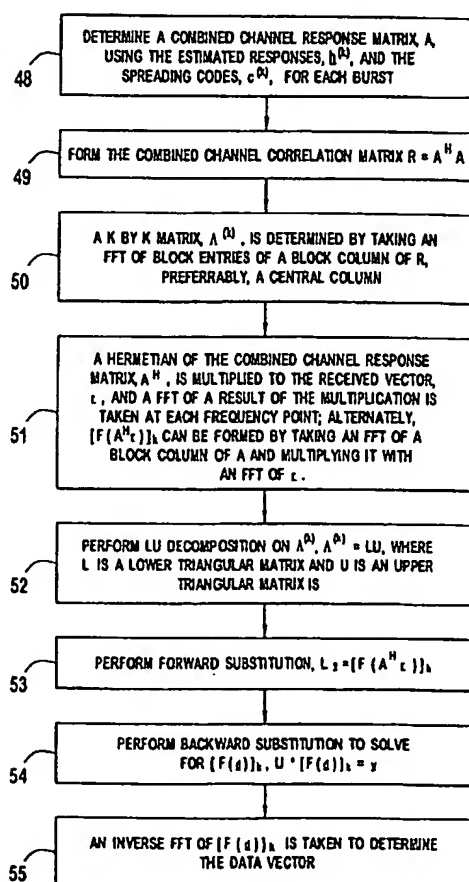 48
DETERMINE A COMBINED CHANNEL RESPONSE MATRIX, A,
USING THE ESTIMATED RESPONSES, h^(k), AND THE
SPREADING CODES, c^(k), FOR EACH BURST
49
FORM THE COMBINED CHANNEL CORRELATION MATRIX R = A^H A
50
A K BY K MATRIX, Λ^(k), IS DETERMINED BY TAKING AN
FFT OF BLOCK ENTRIES OF A BLOCK COLUMN OF R,
PREFERRABLY, A CENTRAL COLUMN
51
A HERMETIAN OF THE COMBINED CHANNEL RESPONSE
MATRIX, A^H, IS MULTIPLIED TO THE RECEIVED VECTOR,
r, AND A FFT OF A RESULT OF THE MULTIPLICATION IS
TAKEN AT EACH FREQUENCY POINT; ALTERNATELY,
[F(A^H r)]k CAN BE FORMED BY TAKING AN FFT OF A
BLOCK COLUMN OF A AND MULTIPLYING IT WITH
AN FFT OF r.
52
PERFORM LU DECOMPOSITION ON Λ^(k), Λ^(k) = LU, WHERE
L IS A LOWER TRIANGULAR MATRIX AND U IS AN UPPER
TRIANGULAR MATRIX IS
53
PERFORM FORWARD SUBSTITUTION, L y = [F (A^H r )]k
54
PERFORM BACKWARD SUBSTITUTION TO SOLVE
FOR [F(d)]k, U * [F(d)]k = y
55
AN INVERSE FFT OF [F (d )]k IS TAKEN TO DETERMINE
THE DATA VECTOR